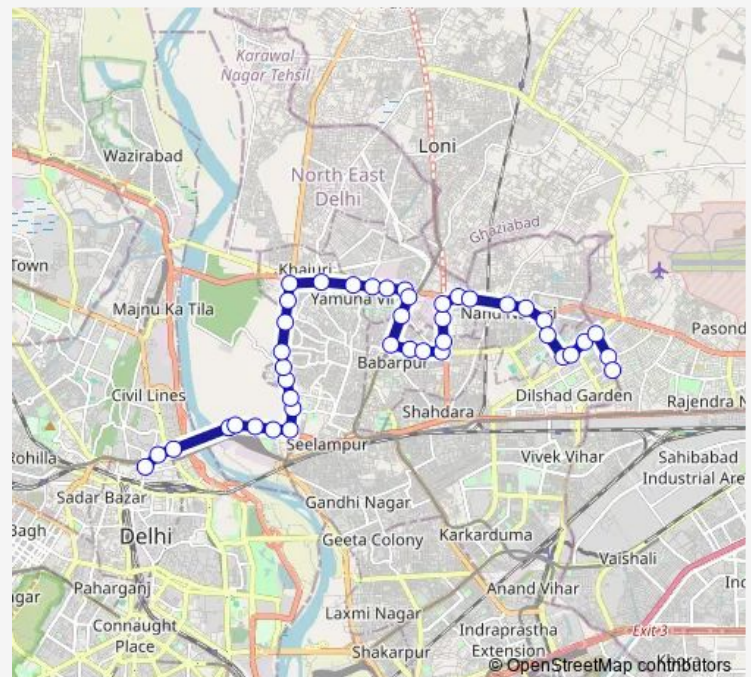 Karawal
Nagar Tehsil
Wazirabad
Loni
North East
Delhi
Ghaziabad
Town
Khajuri
Majnu Ka Tila
Yamuna Vi
Nand N
Pasond
Babarpur
Civil Lines
Dilshad Garden
Rajendra N
Shahdara
Seelampur
Rohilla
Vivek Vihar
Sahibabad
Industrial Are
Sadar Bazar
Gandhi Nagar
Delhi
Geeta Colony
Karkarduma
Bagh
Vaishali
Paharganj
Anand Vihar
Inc
gar
Laxmi Nagar
Connaught
Place
Indraprastha
Extension
Exit 3
Shakarpur
© OpenStreetMap contributors